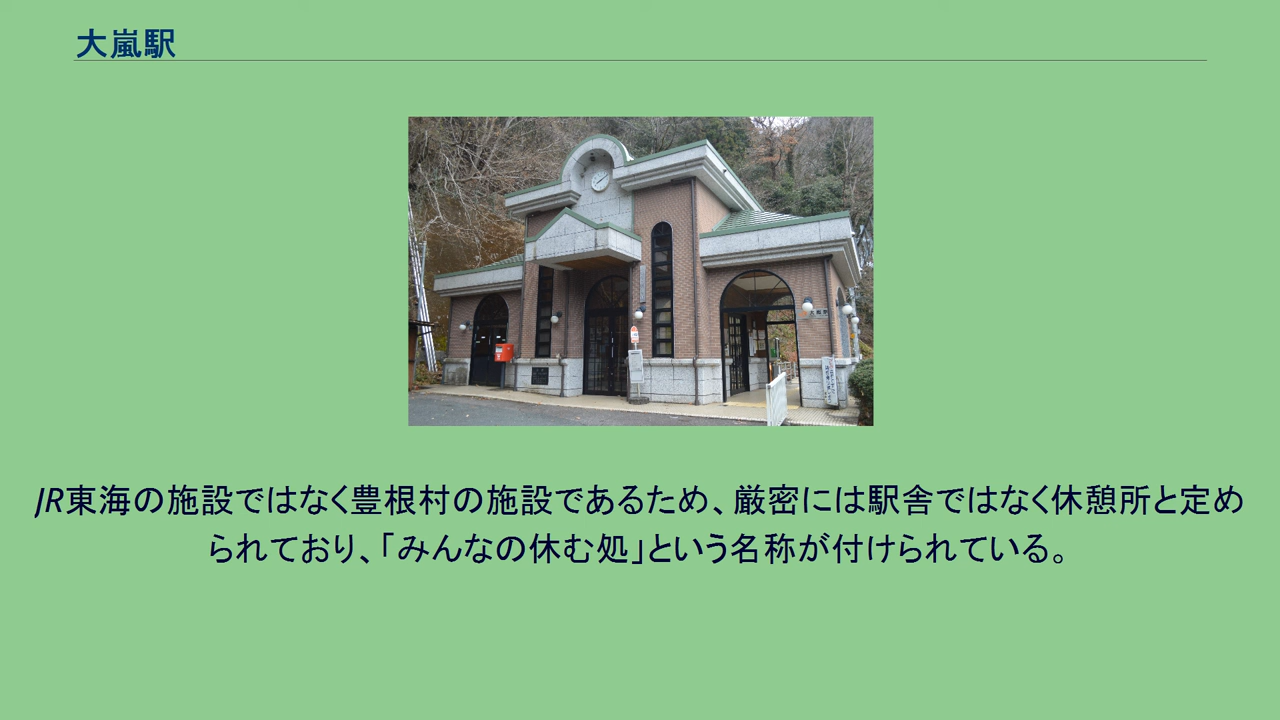 大嵐駅
JR東海の施設ではなく豊根村の施設であるため、厳密には駅舎ではなく休憩所と定め
られており、「みんなの休む処」という名称が付けられている。